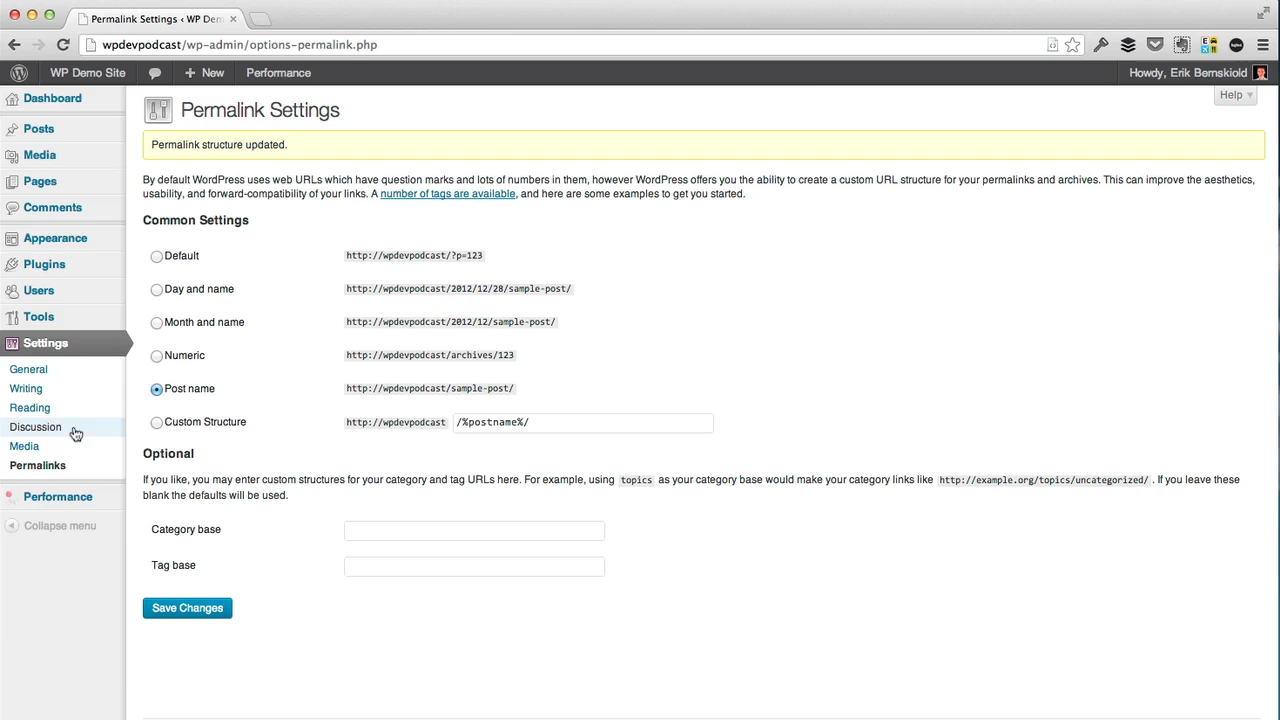 Permalink Settings ‹ WP Dem
wpdevpodcast/wp-admin/options-permalink.php
WP Demo Site New Performance Howdy, Erik Bernskiold
Help
Dashboard
Posts
Media
Pages
Comments
Appearance
Plugins
Users
Tools
Settings
General
Writing
Reading
Discussion
Media
Permalinks
Performance
Collapse menu
Permalink Settings
Permalink structure updated.
By default WordPress uses web URLs which have question marks and lots of numbers in them, however WordPress offers you the ability to create a custom URL structure for your permalinks and archives. This can improve the aesthetics,
usability, and forward-compatibility of your links. A number of tags are available, and here are some examples to get you started.
Common Settings
Default http://wpdevpodcast/?p=123
Day and name http://wpdevpodcast/2012/12/28/sample-post/
Month and name http://wpdevpodcast/2012/12/sample-post/
Numeric http://wpdevpodcast/archives/123
Post name http://wpdevpodcast/sample-post/
Custom Structure http://wpdevpodcast /%postname%/
Optional
If you like, you may enter custom structures for your category and tag URLs here. For example, using topics as your category base would make your category links like http://example.org/topics/uncategorized/ . If you leave these
blank the defaults will be used.
Category base
Tag base
Save Changes